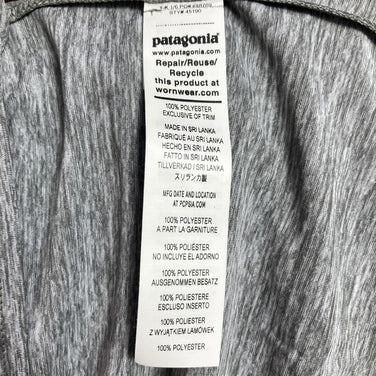 STY# 45190
patagonia®
www.patagonia.com
Repair/Reuse/
Recycle
this product at
wornwear.com
100% POLYESTER
EXCLUSIVE OF TRIM
MADE IN SRI LANKA
FABRIQUÉ AU SRI LANKA
HECHO EN SRI LANKA
FATTO IN SRI LANKA
TILLVERKAD I SRI LANKA
スリランカ製
MFG DATE AND LOCATION
AT PCPSIA.COM
100% POLYESTER
A PART LA GARNITURE
100% POLIÉSTER
NO INCLUYE EL ADORNO
100% POLYESTER
AUSGENOMMEN BESATZ
100% POLIESTERE
ESCLUSO INSERTO
100% POLYESTER
Z WYJĄTKIEM LAMÓWEK
100% POLYESTER